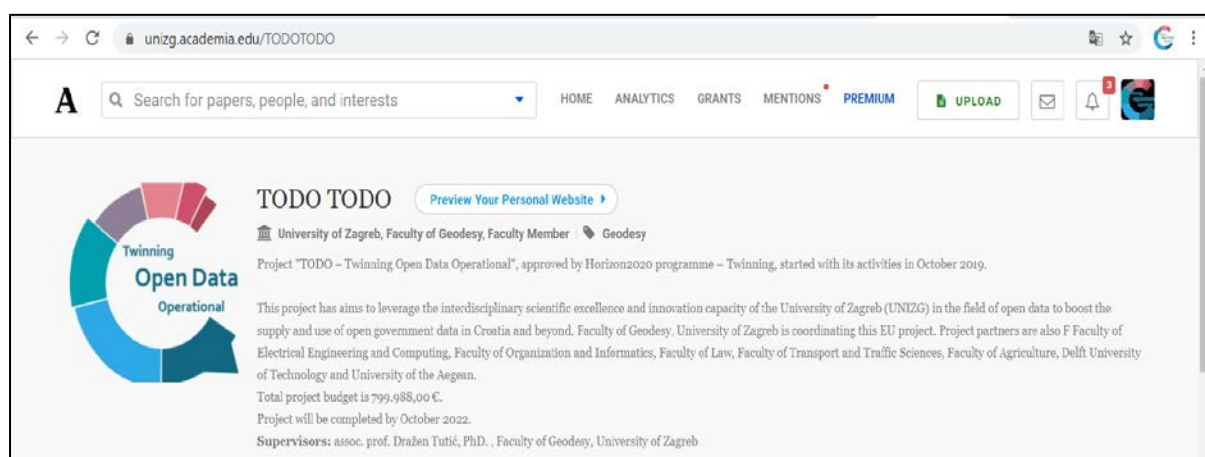 unizg.academia.edu/TODOTODO
A
Search for papers, people, and interests
HOME ANALYTICS GRANTS MENTIONS PREMIUM UPLOAD 3
TODO TODO Preview Your Personal Website
University of Zagreb, Faculty of Geodesy, Faculty Member Geodesy
Twinning
Open Data
Operational
Project "TODO – Twinning Open Data Operational", approved by Horizon2020 programme – Twinning, started with its activities in October 2019.
This project has aims to leverage the interdisciplinary scientific excellence and innovation capacity of the University of Zagreb (UNIZG) in the field of open data to boost the
supply and use of open government data in Croatia and beyond. Faculty of Geodesy, University of Zagreb is coordinating this EU project. Project partners are also F Faculty of
Electrical Engineering and Computing, Faculty of Organization and Informatics, Faculty of Law, Faculty of Transport and Traffic Sciences, Faculty of Agriculture, Delft University
of Technology and University of the Aegean.
Total project budget is 799.988,00 €.
Project will be completed by October 2022.
Supervisors: assoc. prof. Dražen Tutić, PhD. , Faculty of Geodesy, University of Zagreb